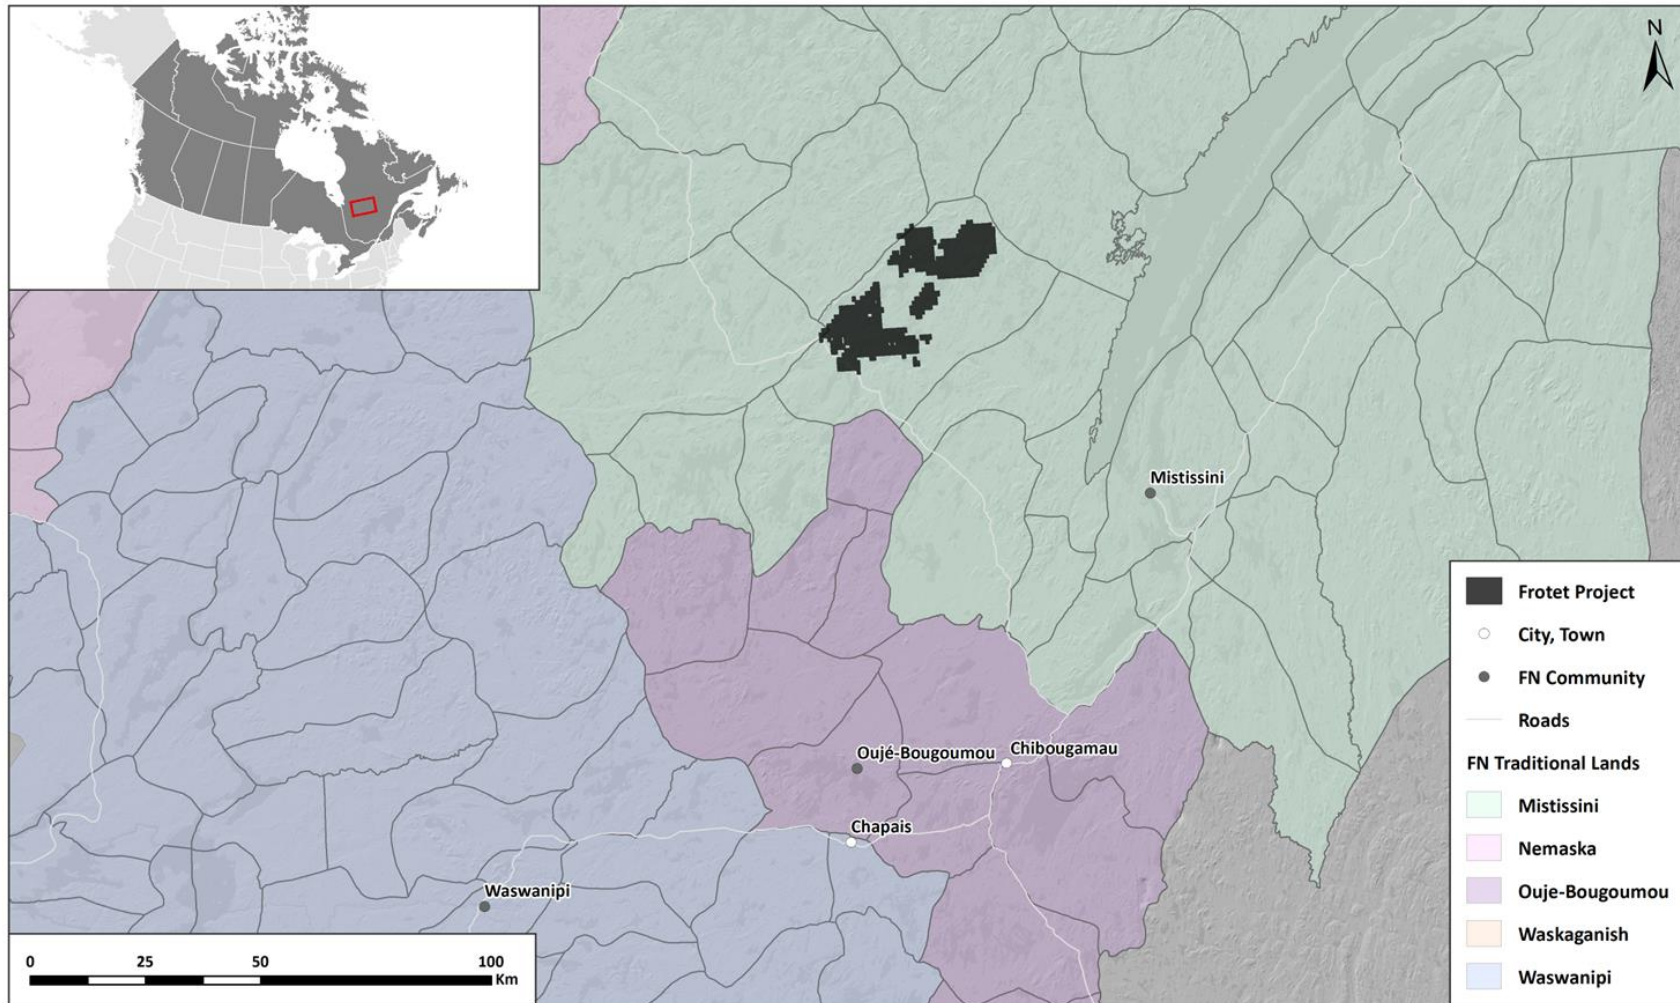 N
Mistissini
Oujé-Bougoumou
Chibougamau
Chapais
Waswanipi
0 25 50 100
Km
Frotet Project
City, Town
FN Community
Roads
FN Traditional Lands
Mistissini
Nemaska
Ouje-Bougoumou
Waskaganish
Waswanipi